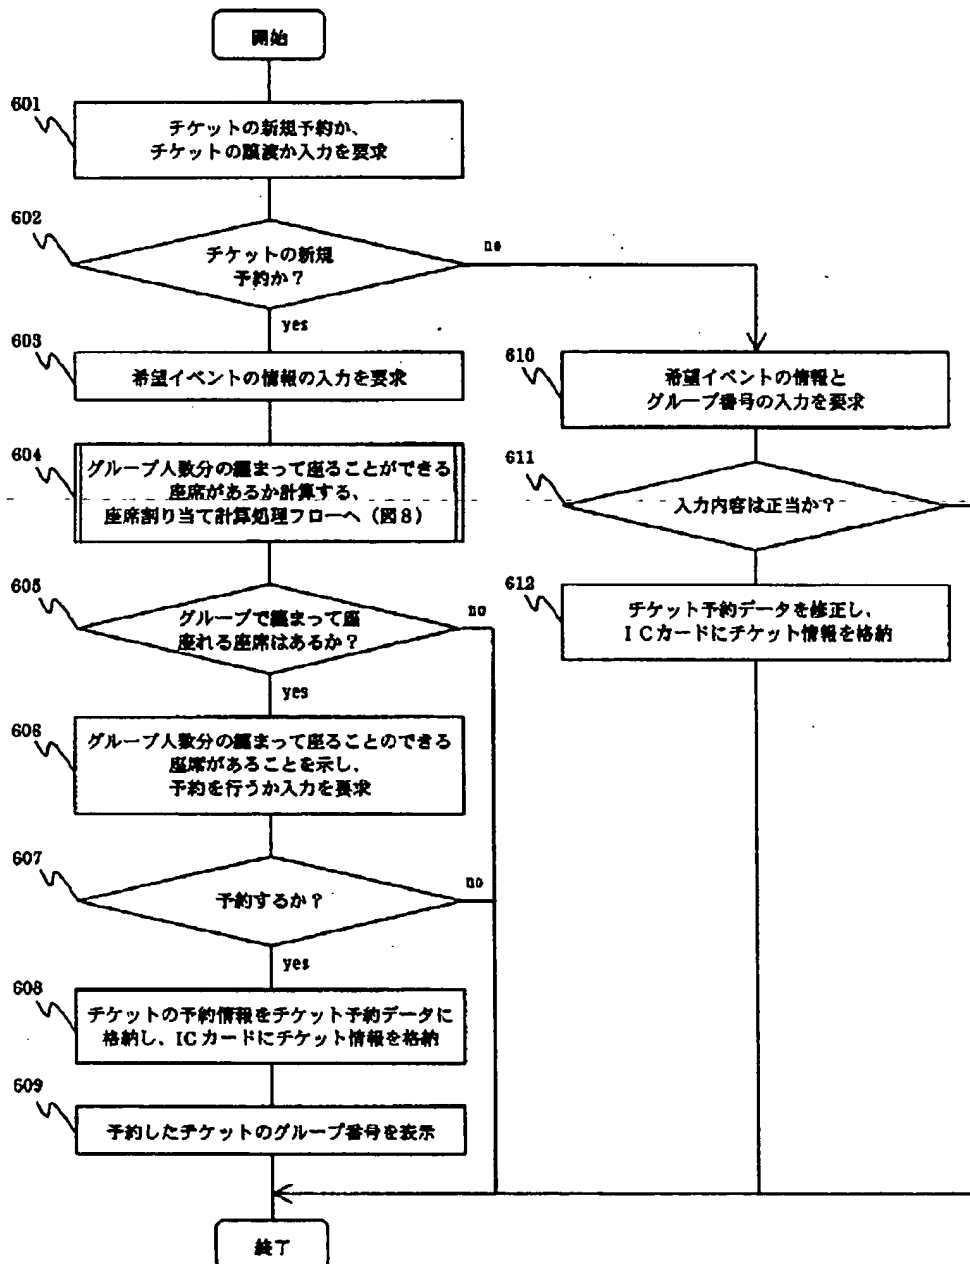 開始
601
チケットの新規予約か、
チケットの譲渡か入力を要求
602
チケットの新規
予約か？
no
yes
603
希望イベントの情報の入力を要求
604
グループ人数分の纏まって座ることができる
座席があるか計算する、
座席割り当て計算処理フローへ（図８）
605
グループで纏まって座
座れる座席はあるか？
no
yes
606
グループ人数分の纏まって座ることのできる
座席があることを示し、
予約を行うか入力を要求
607
予約するか？
no
yes
608
チケットの予約情報をチケット予約データに
格納し、ICカードにチケット情報を格納
609
予約したチケットのグループ番号を表示
終了
610
希望イベントの情報と
グループ番号の入力を要求
611
入力内容は正当か？
612
チケット予約データを修正し、
ＩＣカードにチケット情報を格納